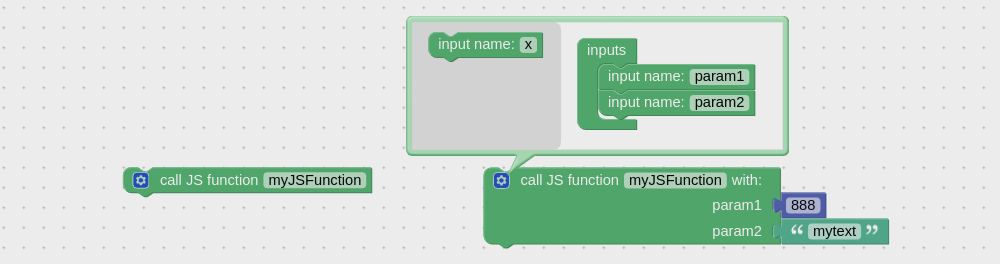 input name: x
inputs
input name: param1
input name: param2
call JS function myJSFunction
call JS function myJSFunction with:
param1 888
param2 “ mytext ”